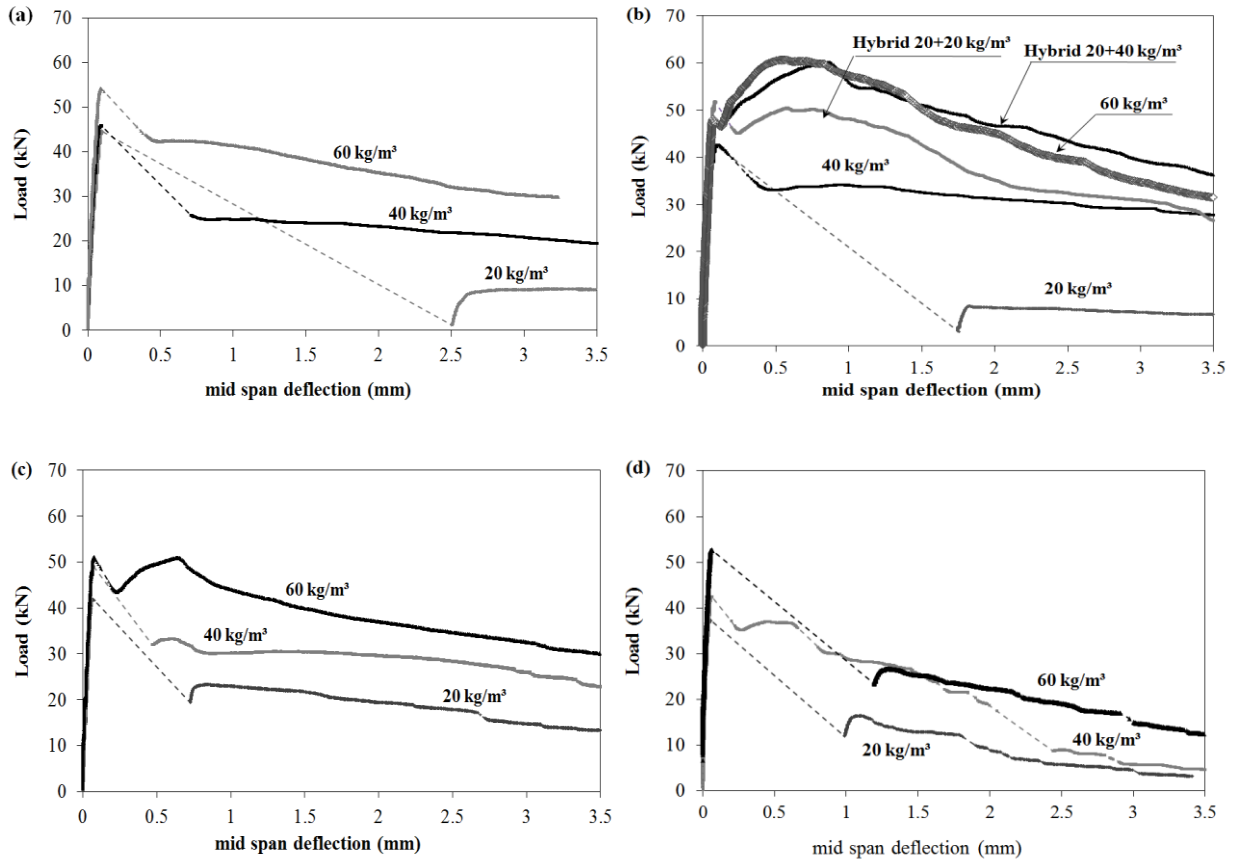 (a)
70
60
50
40
30
20
10
0
Load (kN)
60 kg/m³
40 kg/m³
20 kg/m³
0 0.5 1 1.5 2 2.5 3 3.5
mid span deflection (mm)
(b)
70
60
50
40
30
20
10
0
Load (kN)
Hybrid 20+20 kg/m³
Hybrid 20+40 kg/m³
60 kg/m³
40 kg/m³
20 kg/m³
0 0.5 1 1.5 2 2.5 3 3.5
mid span deflection (mm)
(c)
70
60
50
40
30
20
10
0
Load (kN)
60 kg/m³
40 kg/m³
20 kg/m³
0 0.5 1 1.5 2 2.5 3 3.5
mid span deflection (mm)
(d)
70
60
50
40
30
20
10
0
Load (kN)
60 kg/m³
40 kg/m³
20 kg/m³
0 0.5 1 1.5 2 2.5 3 3.5
mid span deflection (mm)